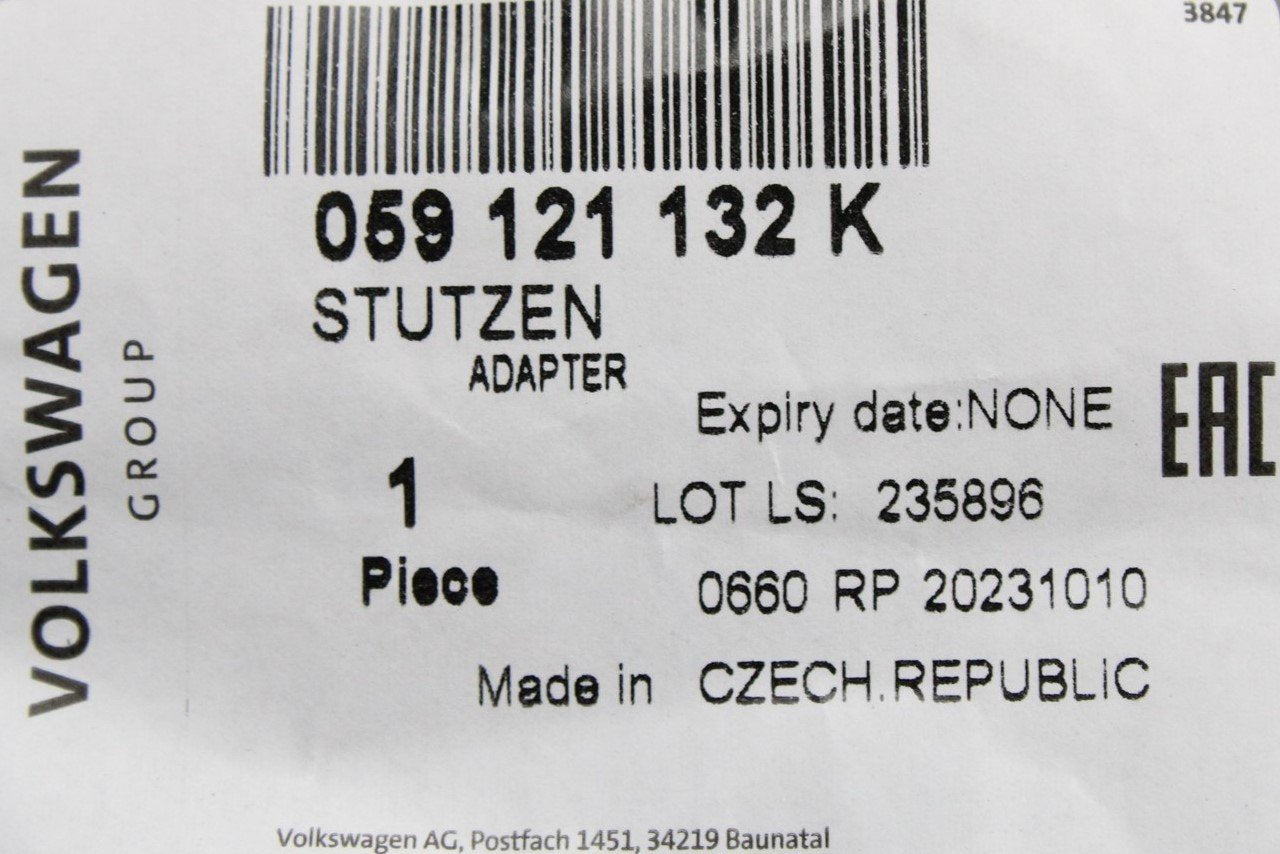 3847
059 121 132 K
STUTZEN
ADAPTER
Expiry date:NONE
EAC
1
LOT LS: 235896
Piece
0660 RP 20231010
Made in CZECH.REPUBLIC
VOLKSWAGEN
GROUP
Volkswagen AG, Postfach 1451, 34219 Baunatal